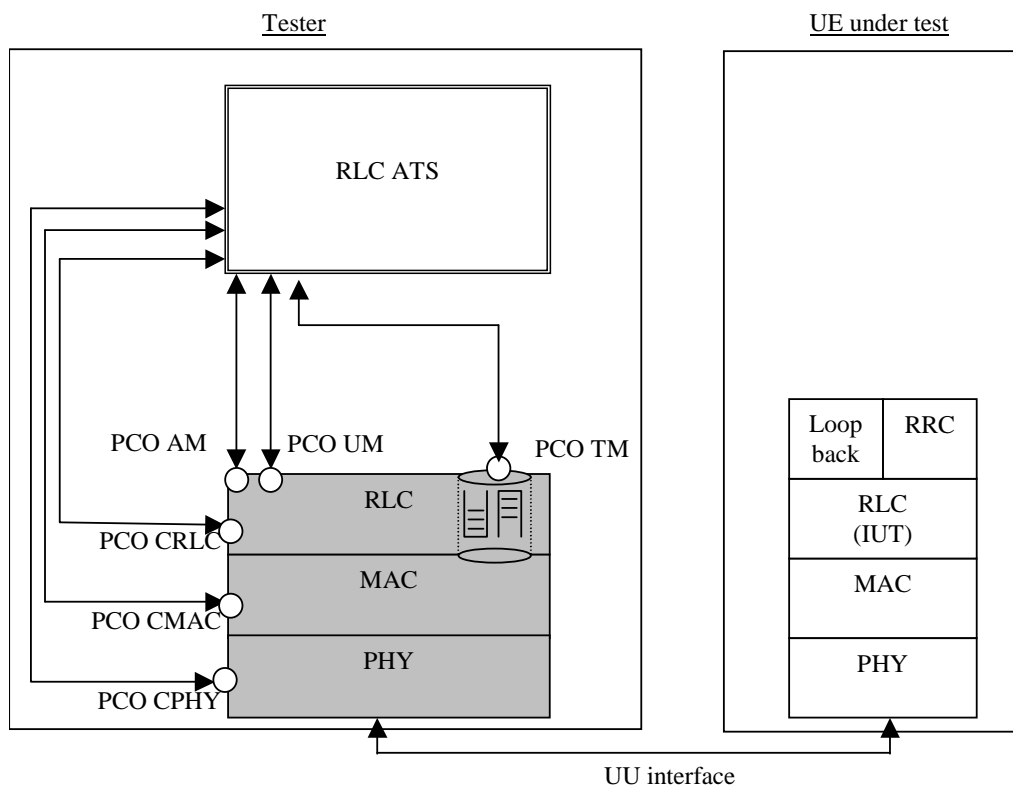 Tester
UE under test
RLC ATS
PCO AM
PCO UM
PCO TM
Loop
back
RRC
RLC
PCO CRLC
RLC
(IUT)
MAC
PCO CMAC
MAC
PHY
PCO CPHY
PHY
UU interface